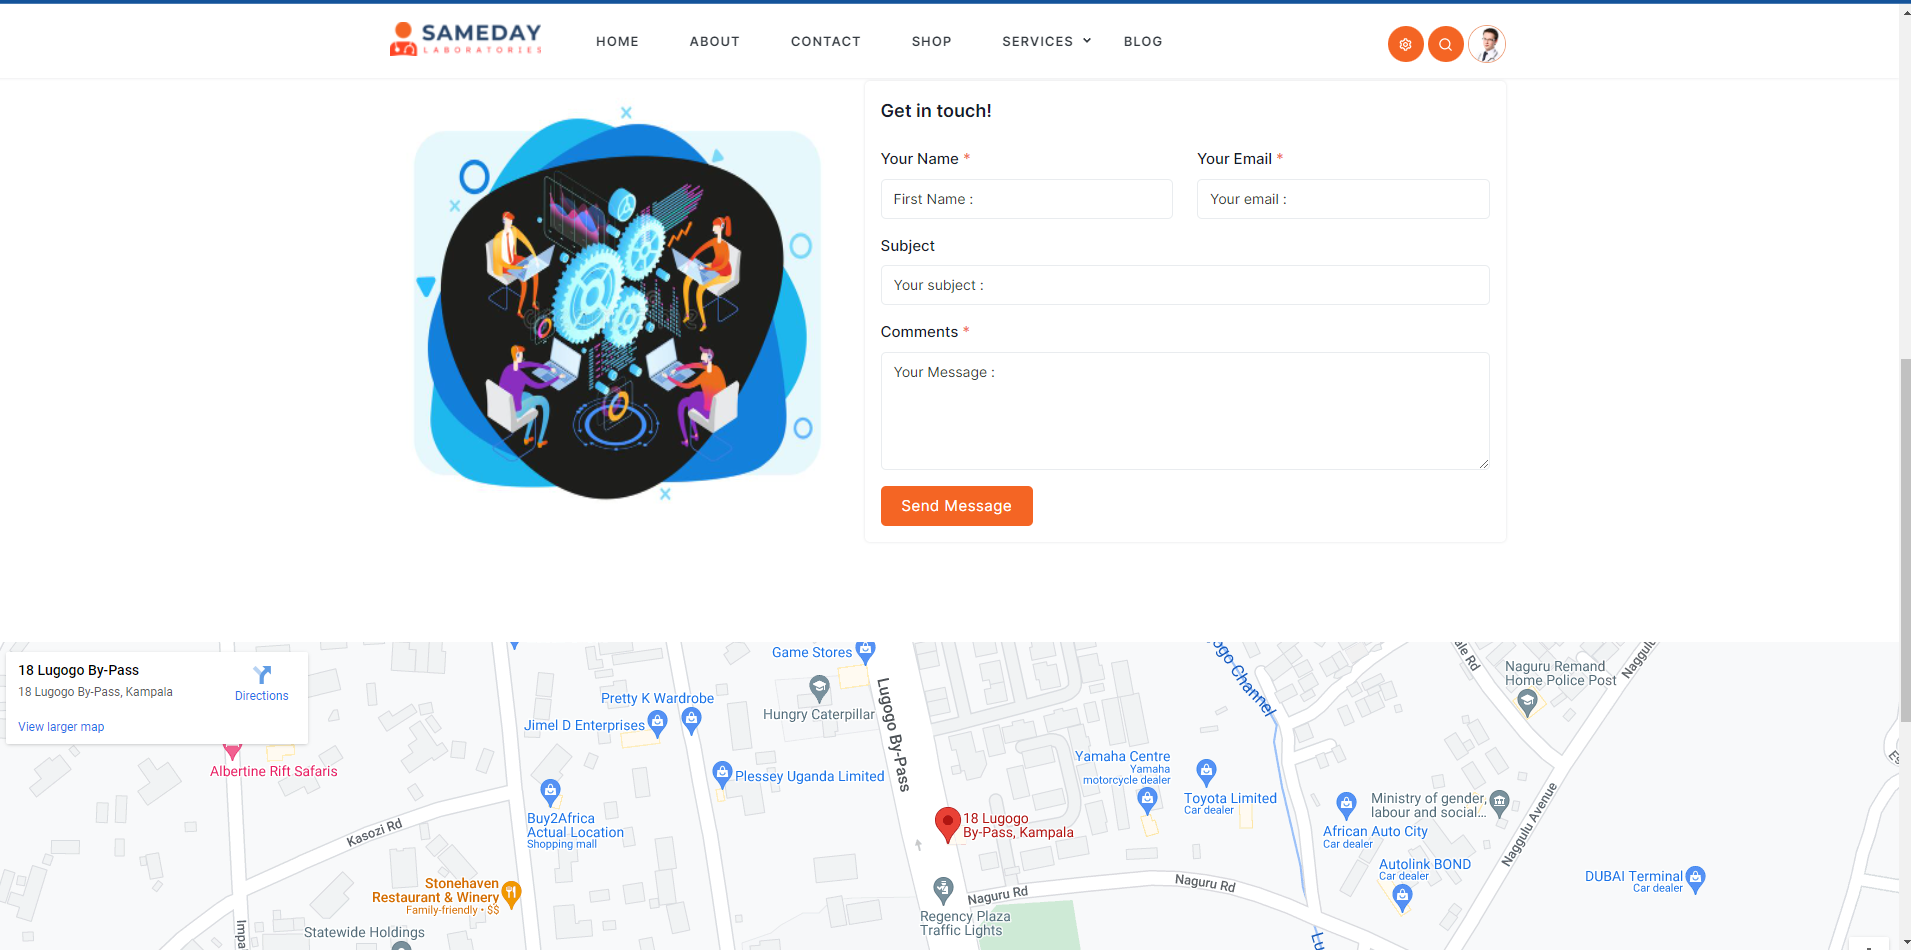 SAMEDAY
LABORATORIES
HOME
ABOUT
CONTACT
SHOP
SERVICES
BLOG
Get in touch!
Your Name *
Your Email *
First Name :
Your email :
Subject
Your subject :
Comments *
Your Message :
Send Message
18 Lugogo By-Pass
18 Lugogo By-Pass, Kampala
Directions
View larger map
Albertine Rift Safaris
Game Stores
Pretty K Wardrobe
Jimel D Enterprises
Hungry Caterpillar
Lugogo By-Pass
Plessey Uganda Limited
Buy2Africa
Actual Location
Shopping mall
Kasozi Rd
Stonehaven
Restaurant & Winery
Family-friendly • $$
Statewide Holdings
18 Lugogo
By-Pass, Kampala
Regency Plaza
Traffic Lights
Naguru Rd
Naguru Rd
Yamaha Centre
Yamaha
motorcycle dealer
Toyota Limited
Car dealer
ogo Channel
Naguru Remand
Home Police Post
Ministry of gender,
labour and social...
African Auto City
Car dealer
Autolink BOND
Car dealer
Naggulu Avenue
DUBAI Terminal
Car dealer